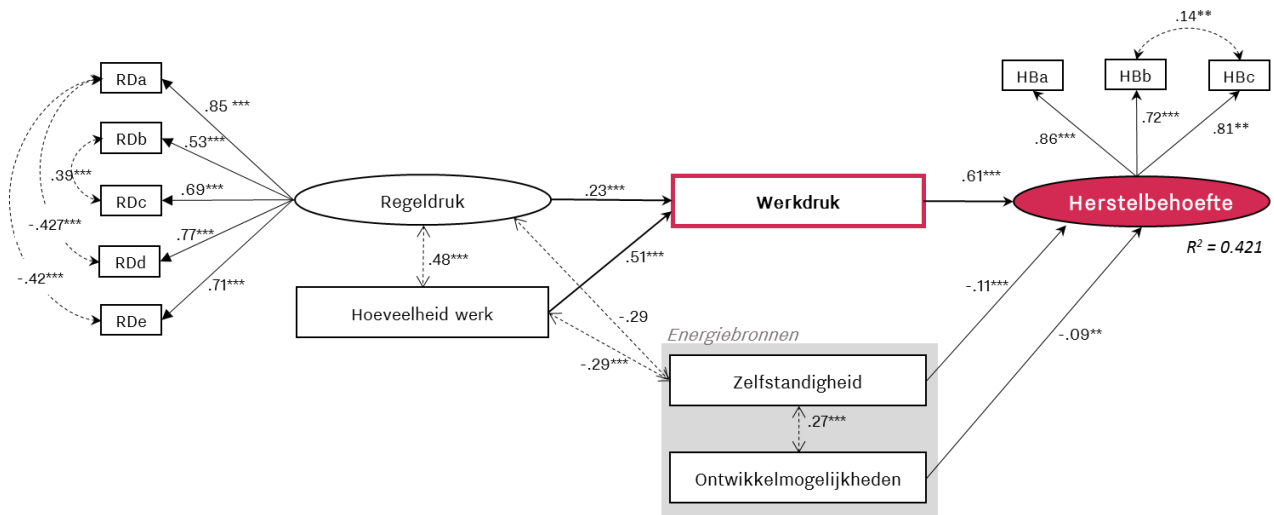 .14**
HBa
HBb
HBc
RDa
.85 ***
.86***
.72***
.81**
RDb
.53***
.39***
.69***
RDc
Regeldruk
.23***
Werkdruk
.61***
Herstelbehoefte
-.427***
.77***
R² = 0.421
RDd
.48***
.51***
-.42***
.71***
-.11***
RDe
Hoeveelheid werk
-.29
Energiebronnen
-.09**
-.29***
Zelfstandigheid
.27***
Ontwikkelmogelijkheden